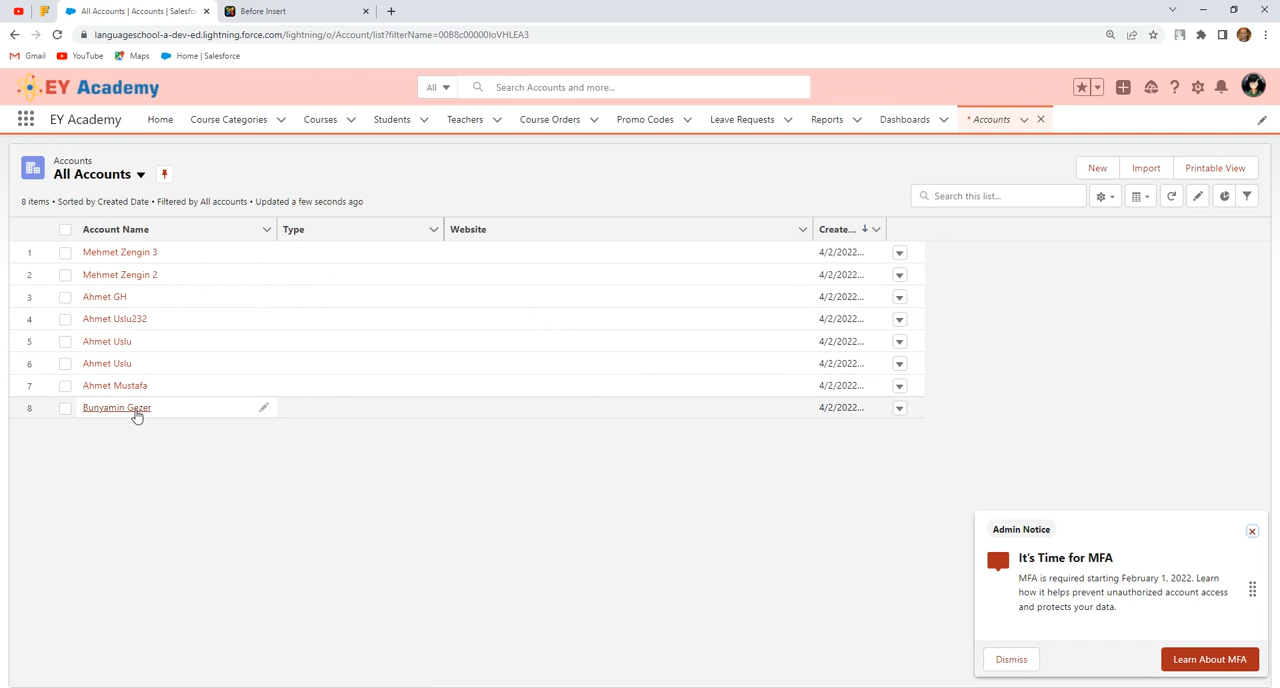 All Accounts | Accounts | Salesfo
Before Insert
languageschool-a-dev-ed.lightning.force.com/lightning/o/Account/list?filterName=00B8c00000IoVHLEA3
Gmail YouTube Maps Home | Salesforce
EY Academy
All
Search Accounts and more...
EY Academy Home Course Categories Courses Students Teachers Course Orders Promo Codes Leave Requests Reports Dashboards * Accounts
Accounts
All Accounts
New Import Printable View
8 items • Sorted by Created Date • Filtered by All accounts • Updated a few seconds ago
Search this list...
Account Name Type Website Create...
1 Mehmet Zengin 3 4/2/2022...
2 Mehmet Zengin 2 4/2/2022...
3 Ahmet GH 4/2/2022...
4 Ahmet Uslu232 4/2/2022...
5 Ahmet Uslu 4/2/2022...
6 Ahmet Uslu 4/2/2022...
7 Ahmet Mustafa 4/2/2022...
8 Bunyamin Gezer 4/2/2022...
Admin Notice
It's Time for MFA
MFA is required starting February 1, 2022. Learn
how it helps prevent unauthorized account access
and protects your data.
Dismiss Learn About MFA